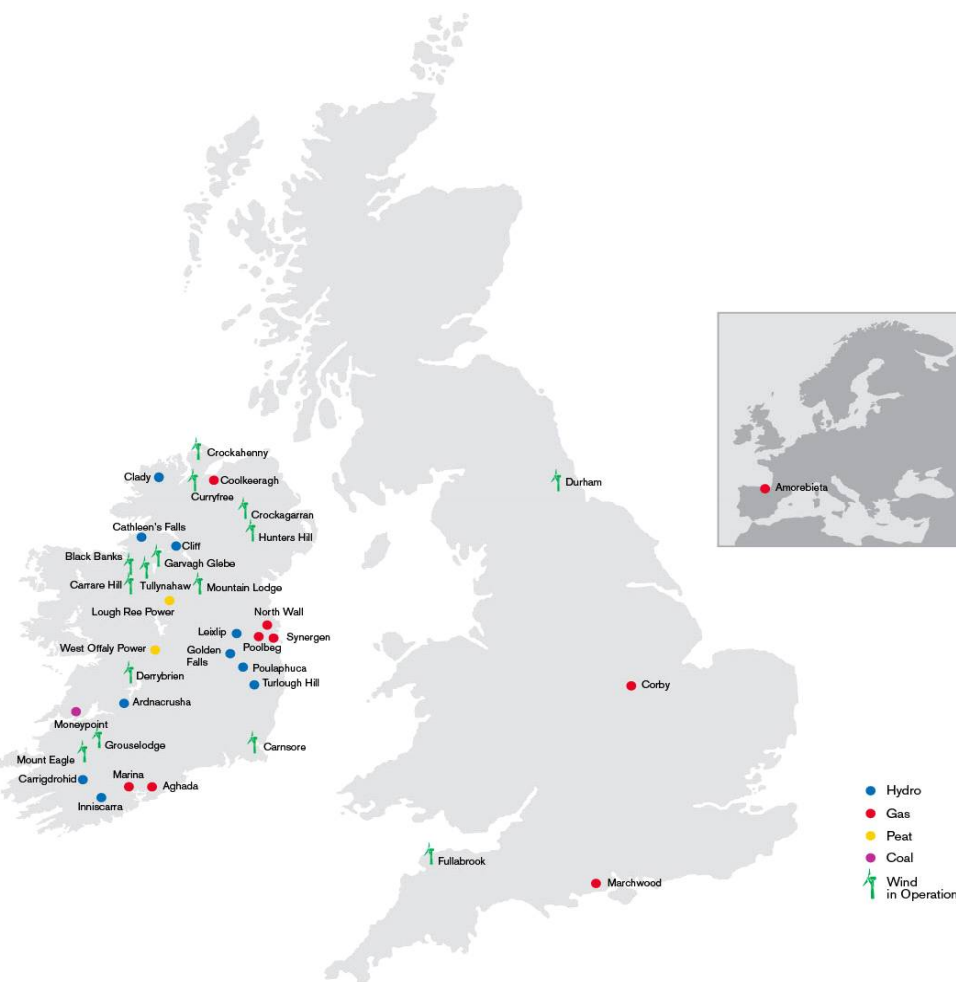 Crockahenny
Clady
Coolkeeragh
Curryfree
Durham
Amorebieta
Crockagarran
Cathleen's Falls
Hunters Hill
Cliff
Black Banks
Garvagh Glebe
Carrare Hill
Tullynahaw
Mountain Lodge
Lough Ree Power
North Wall
Leixlip
Synergen
Poolbeg
West Offaly Power
Golden
Falls
Poulaphuca
Derrybrien
Turlough Hill
Corby
Ardnacrusha
Moneypoint
Grouselodge
Carnsore
Mount Eagle
Marina
Carrigdrohid
Aghada
Inniscarra
Fullabrook
Marchwood
Hydro
Gas
Peat
Coal
Wind
in Operation